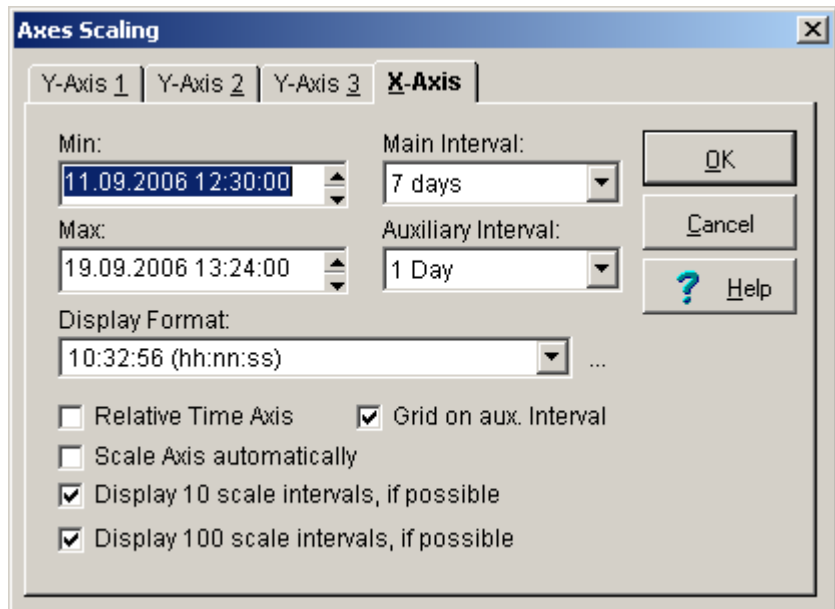 Axes Scaling
Y-Axis 1 Y-Axis 2 Y-Axis 3 X-Axis
Min: Main Interval:
11.09.2006 12:30:00 7 days OK
Max: Auxiliary Interval: Cancel
19.09.2006 13:24:00 1 Day ? Help
Display Format:
10:32:56 (hh:nn:ss) ...
Relative Time Axis Grid on aux. Interval
Scale Axis automatically
Display 10 scale intervals, if possible
Display 100 scale intervals, if possible